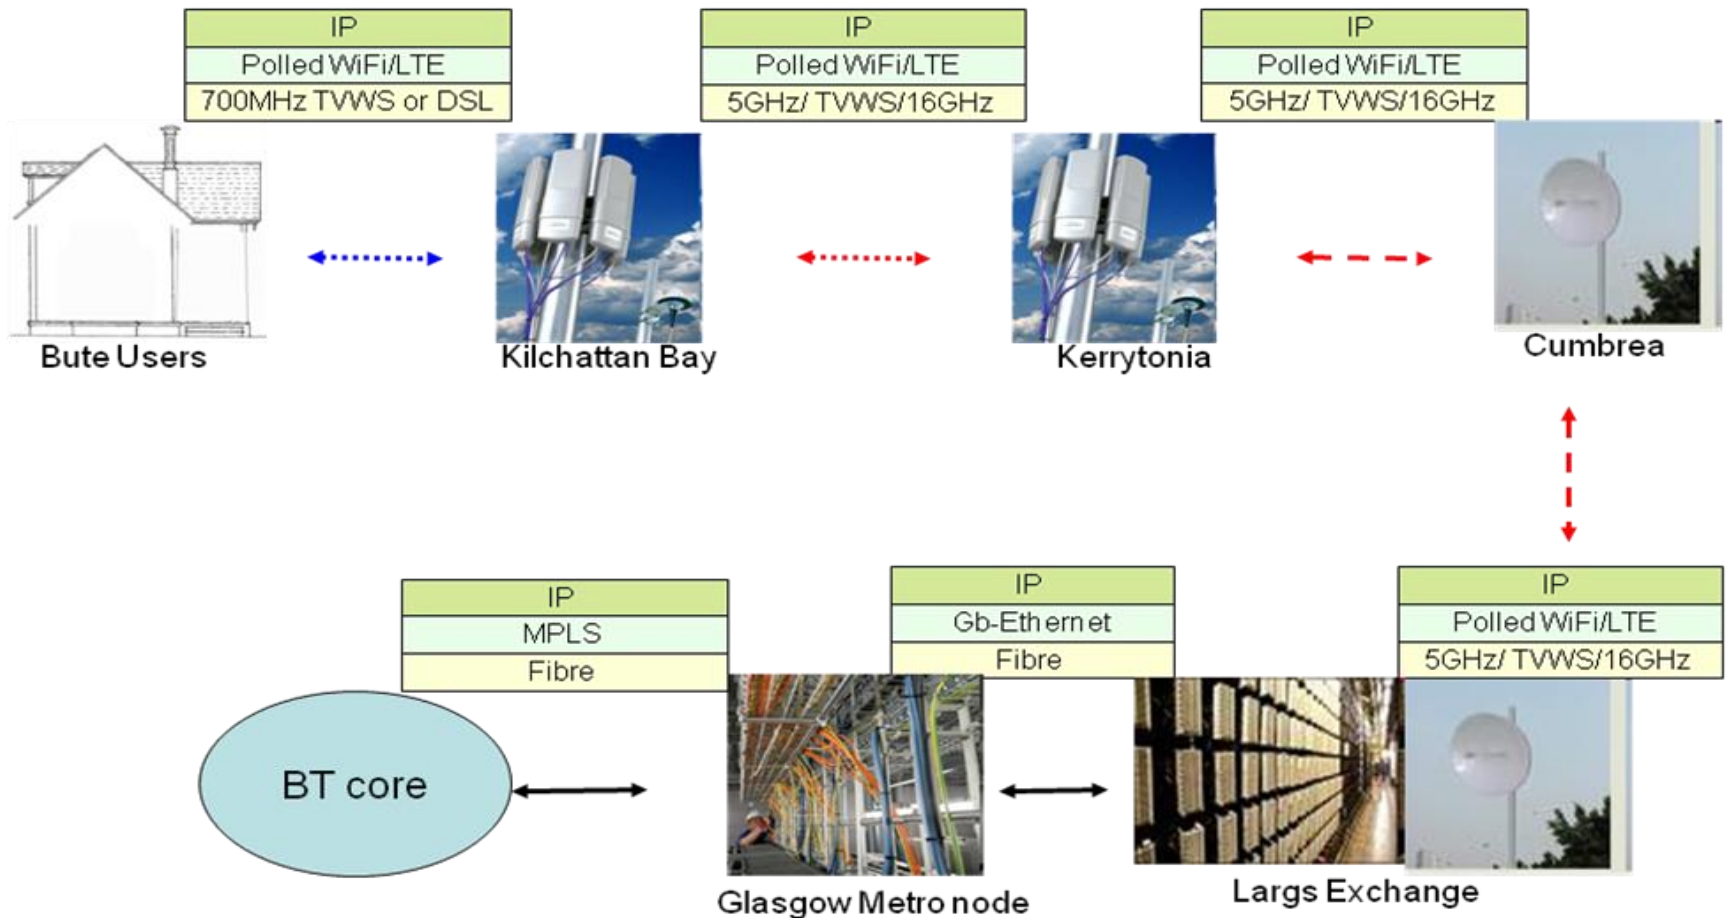 IP
Polled WiFi/LTE
700MHz TVWS or DSL
IP
Polled WiFi/LTE
5GHz/ TVWS/16GHz
IP
Polled WiFi/LTE
5GHz/ TVWS/16GHz
Bute Users
Kilchattan Bay
Kerrytonia
Cumbrea
IP
MPLS
Fibre
IP
Gb-Ethernet
Fibre
IP
Polled WiFi/LTE
5GHz/ TVWS/16GHz
BT core
Glasgow Metro node
Largs Exchange